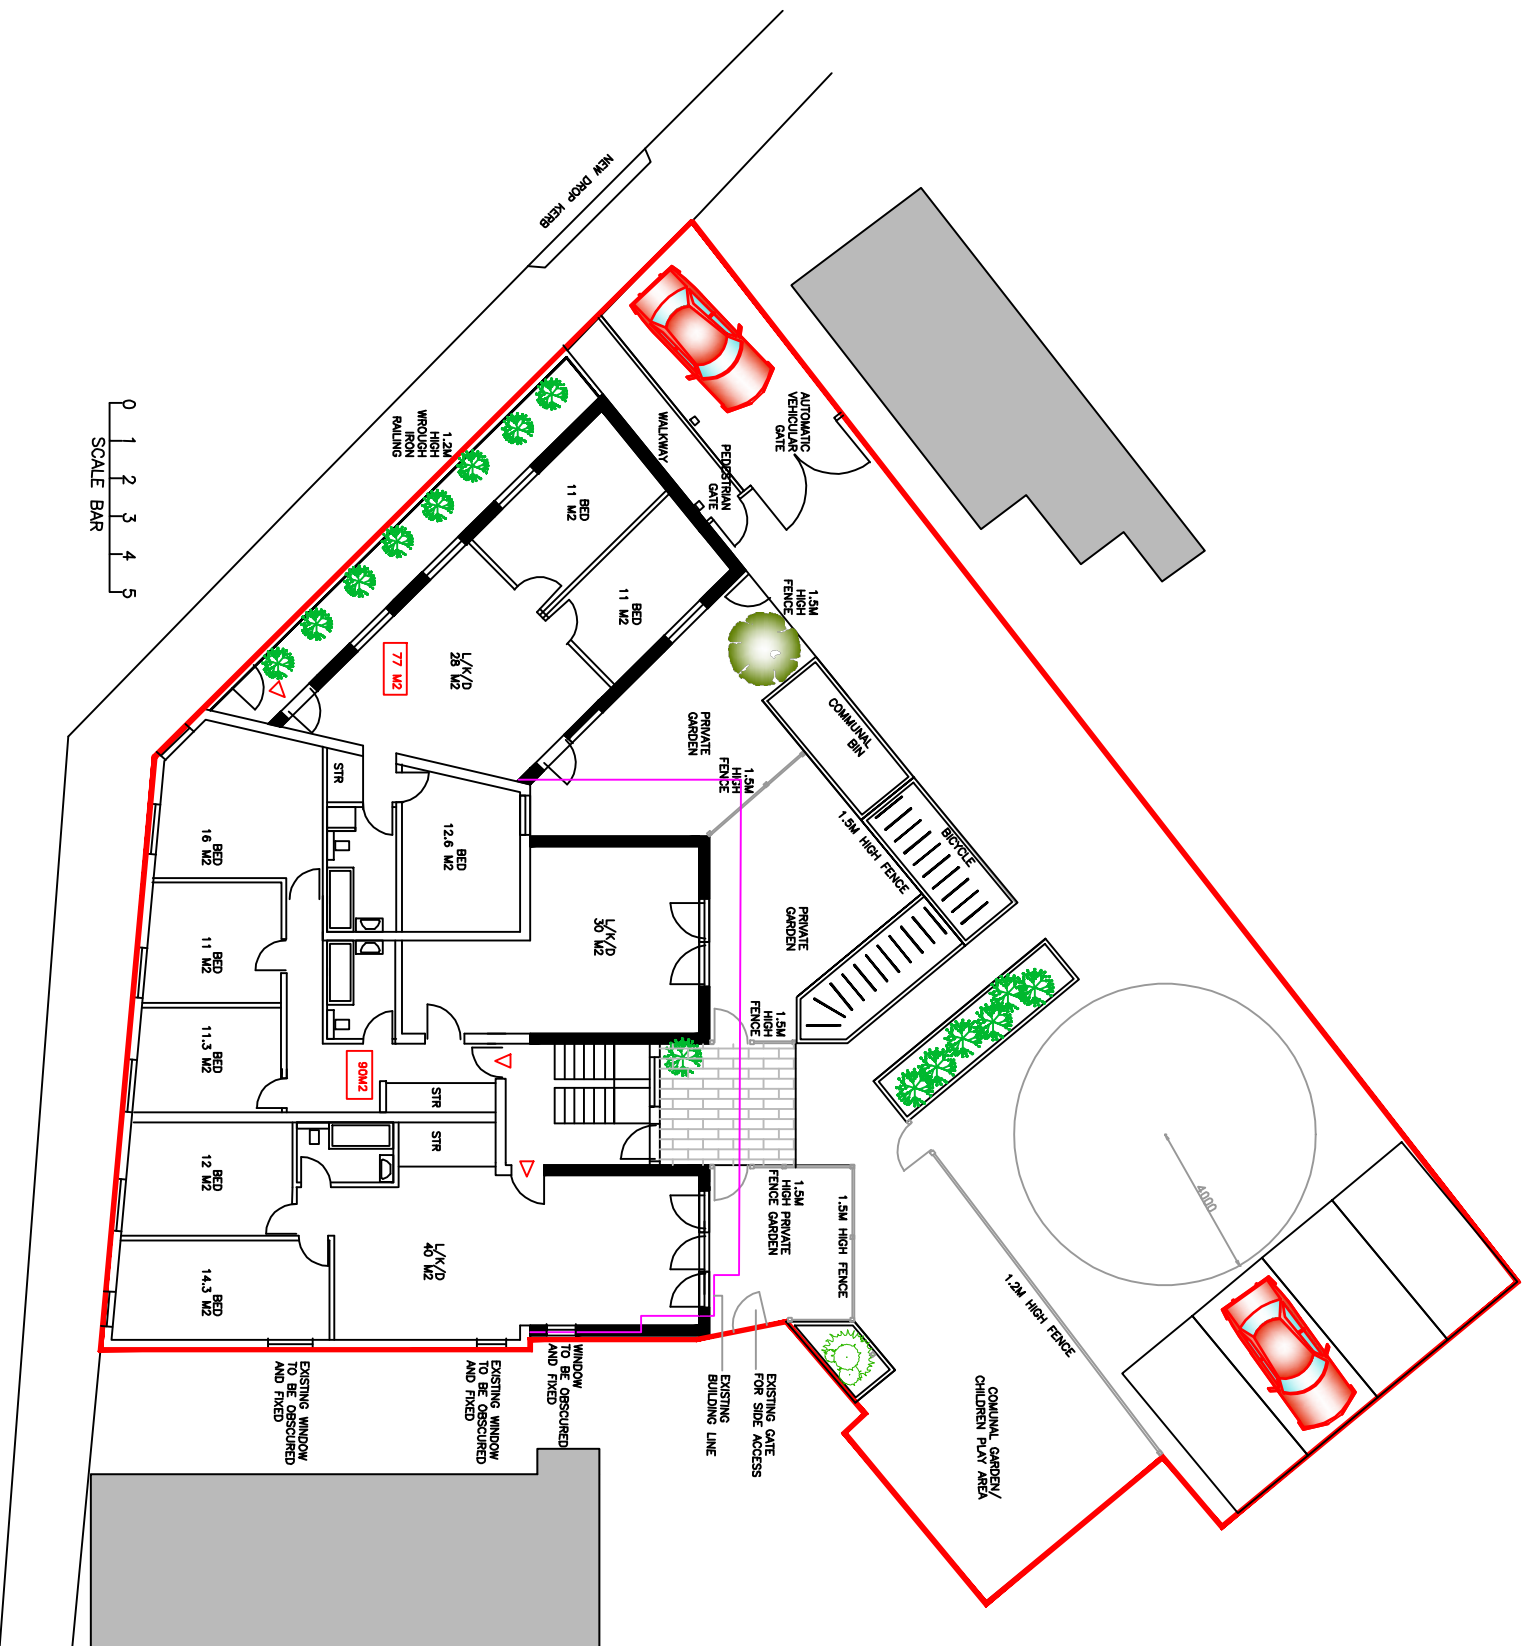 NEW DROP KERB
AUTOMATIC
VEHICULAR
GATE
WALKWAY
PEDESTRIAN
GATE
1.2M
HIGH
WROUGH
IRON
RAILING
0 1 2 3 4 5
SCALE BAR
BED
11 M2
BED
11 M2
L/K/D
28 M2
77 M2
1.5M
HIGH
FENCE
COMMUNAL
BIN
BICYCLE
PRIVATE
GARDEN
1.5M
HIGH
FENCE
1.5M HIGH FENCE
PRIVATE
GARDEN
STR
BED
12.6 M2
BED
16 M2
L/K/D
30 M2
BED
11 M2
BED
11.3 M2
90M2
STR
STR
1.5M
HIGH
FENCE
BED
12 M2
L/K/D
40 M2
BED
14.3 M2
1.5M
HIGH PRIVATE
FENCE GARDEN
1.5M HIGH FENCE
4000
1.2M HIGH FENCE
COMUNAL GARDEN/
CHILDREN PLAY AREA
EXISTING GATE
FOR SIDE ACCESS
EXISTING
BUILDING LINE
WINDOW
TO BE OBSCURED
AND FIXED
EXISTING WINDOW
TO BE OBSCURED
AND FIXED
EXISTING WINDOW
TO BE OBSCURED
AND FIXED